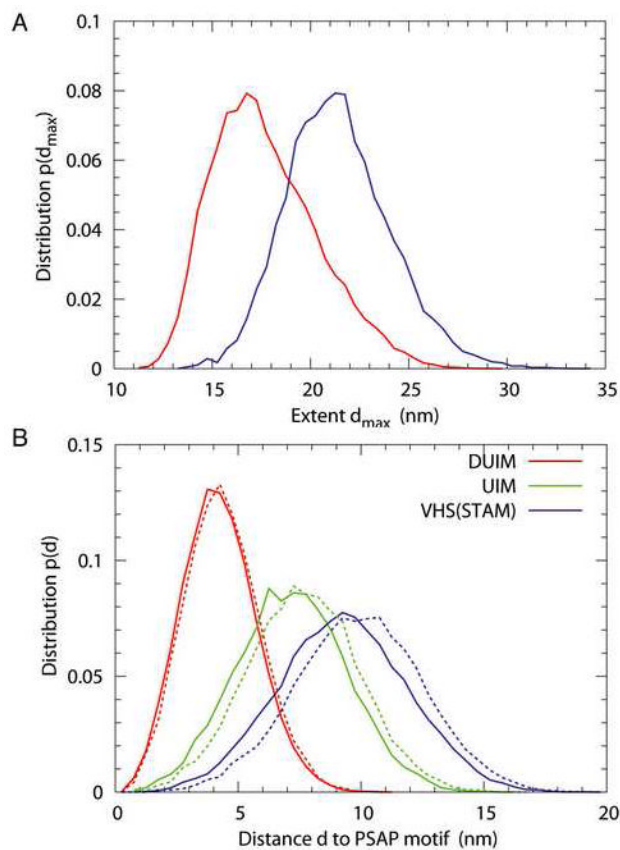 A
0.1
0.08
0.06
0.04
0.02
0
Distribution p(dmax)
10 15 20 25 30 35
Extent dmax (nm)
B
0.15
0.1
0.05
0
Distribution p(d)
DUIM
UIM
VHS(STAM)
0 5 10 15 20
Distance d to PSAP motif (nm)